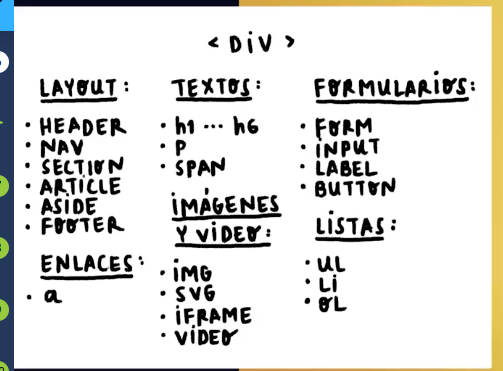 <DiV>
LAYOUT:
• HEADER
• NAV
• SECTION
• ARTICLE
• ASIDE
• FOOTER
ENLACES:
• a
TEXTOS:
• h1 ... h6
• P
• SPAN
iMÁGENES
Y ViDEO:
• iMG
• SVG
• iFRAME
• ViDEO
FORMULARiOS:
• FORM
• iNPUT
• LABEL
• BUTTON
LiSTAS:
• UL
• Li
• OL